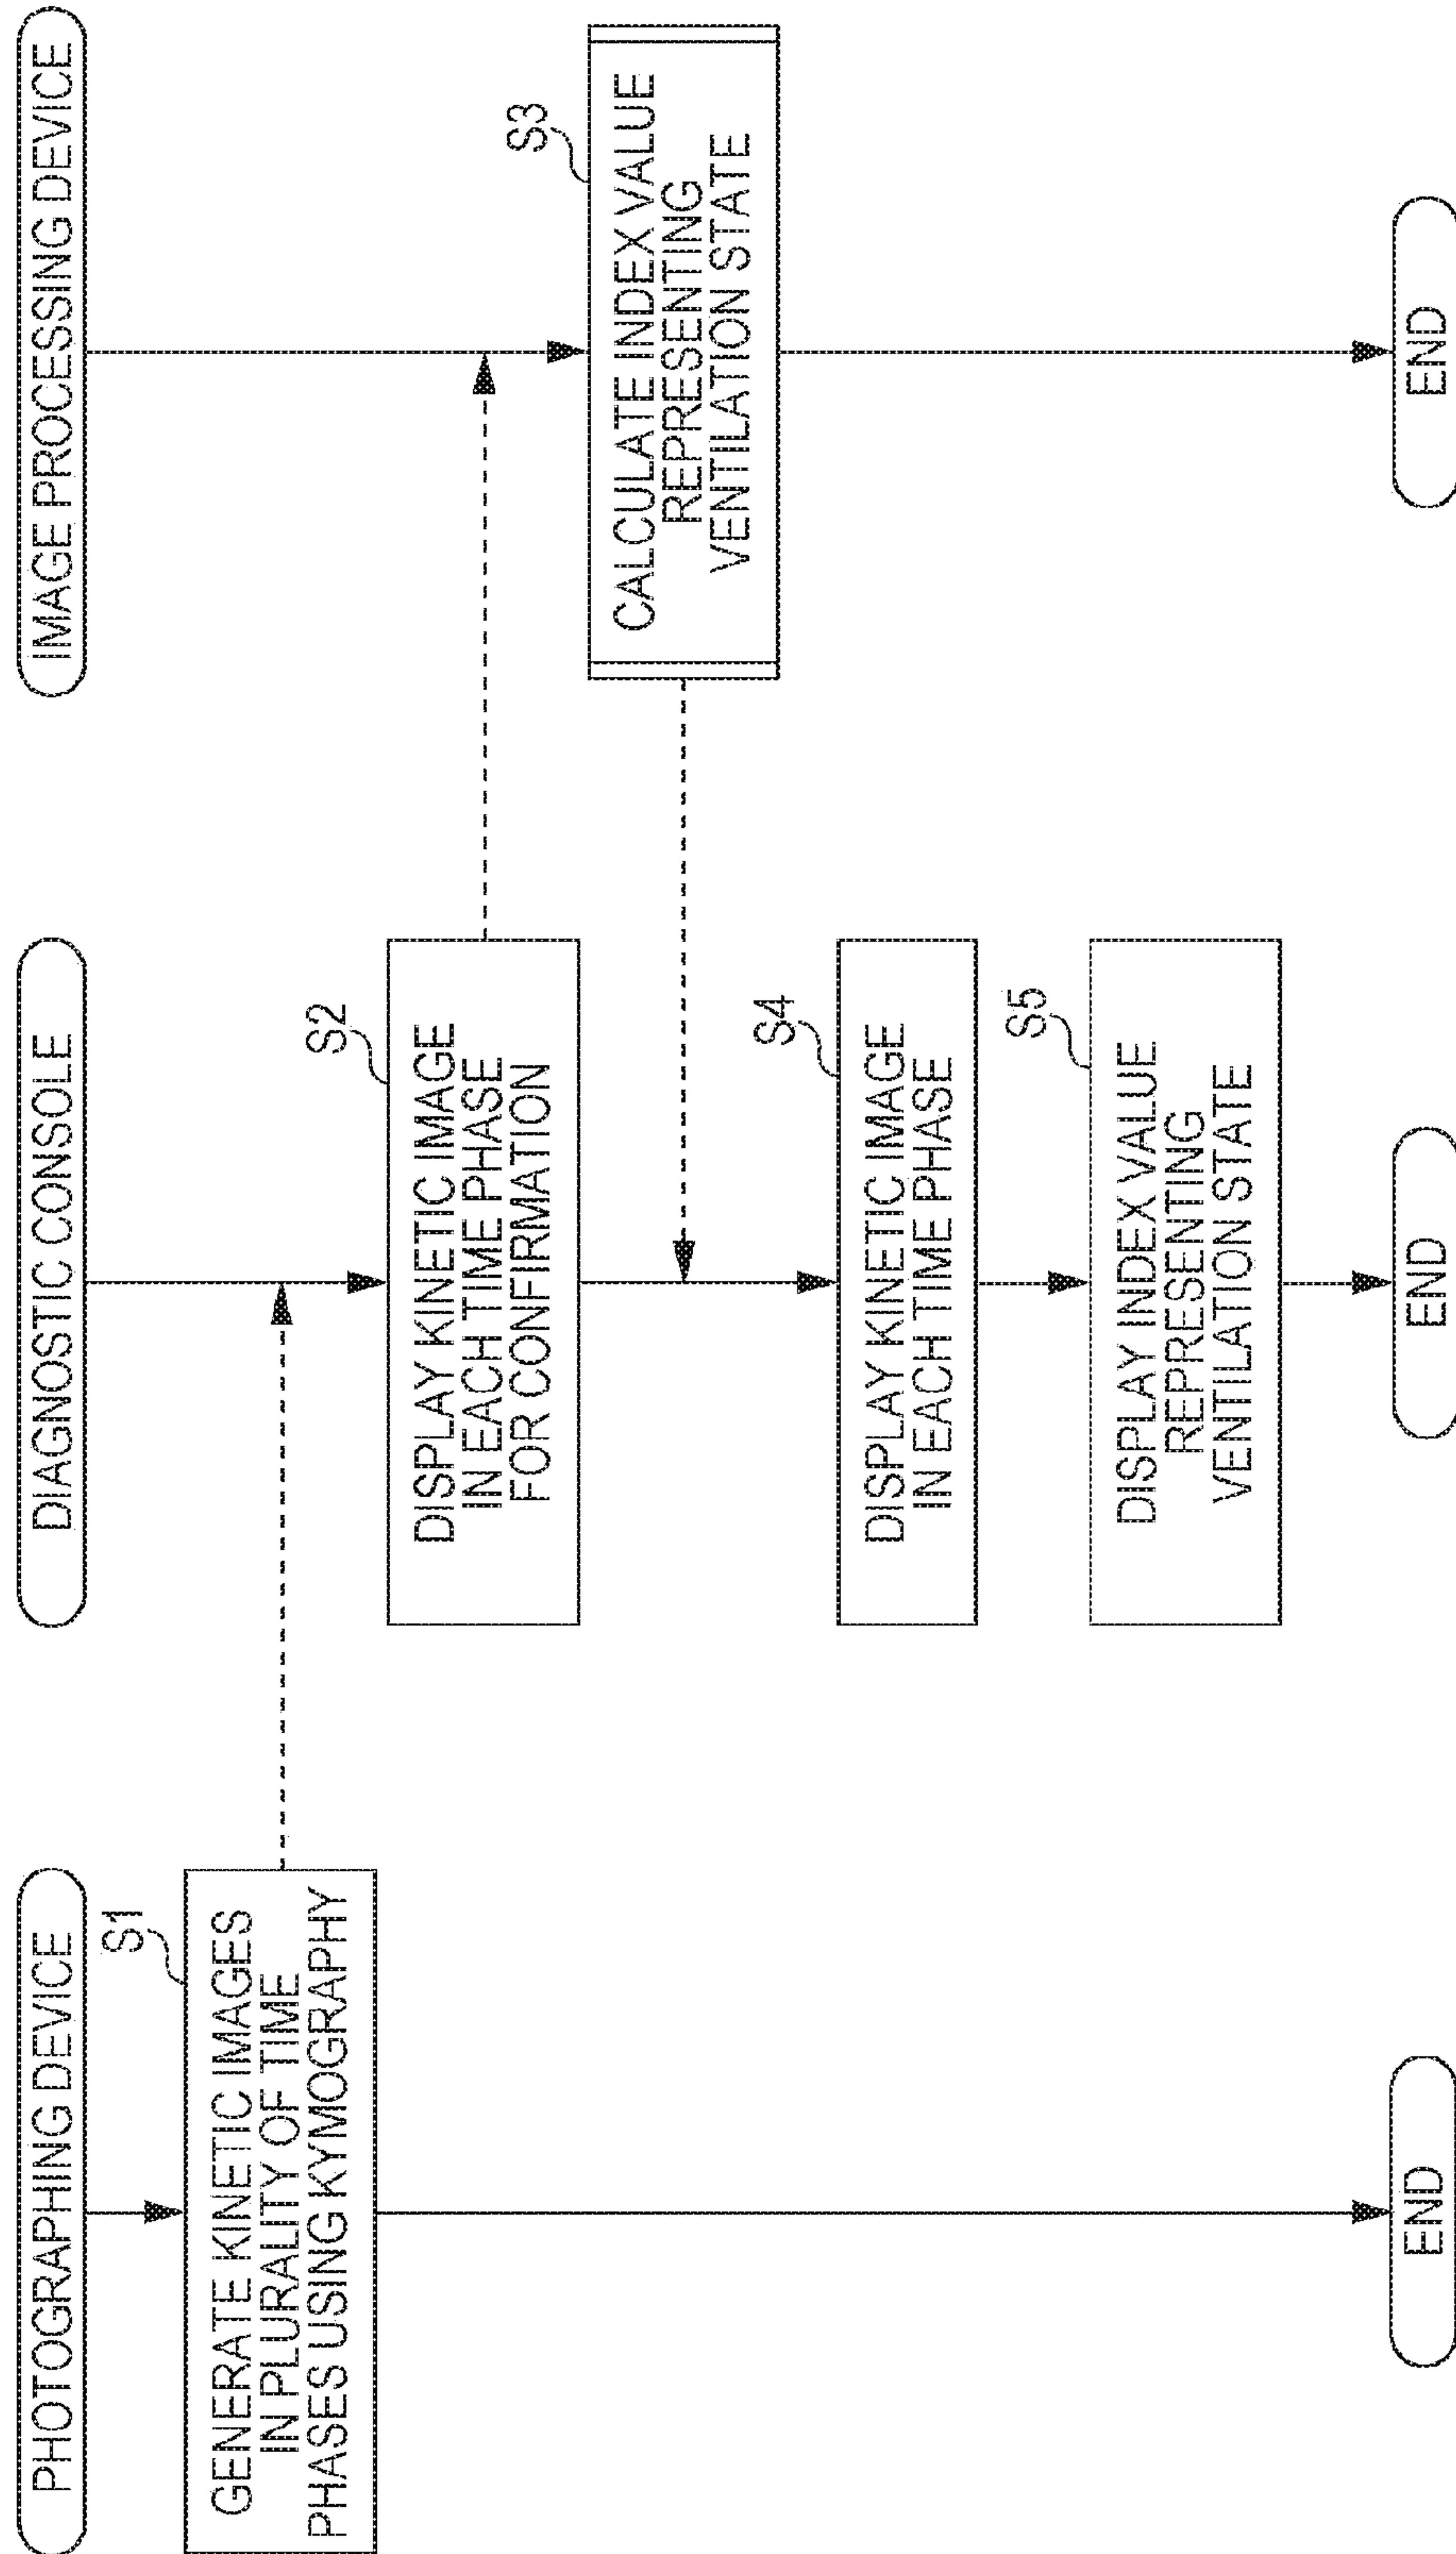 PHOTOGRAPHING DEVICE
S1
GENERATE KINETIC IMAGES
IN PLURALITY OF TIME
PHASES USING KYMOGRAPHY
END
DIAGNOSTIC CONSOLE
S2
DISPLAY KINETIC IMAGE
IN EACH TIME PHASE
FOR CONFIRMATION
S4
DISPLAY KINETIC IMAGE
IN EACH TIME PHASE
S5
DISPLAY INDEX VALUE
REPRESENTING
VENTILATION STATE
END
IMAGE PROCESSING DEVICE
S3
CALCULATE INDEX VALUE
REPRESENTING
VENTILATION STATE
END